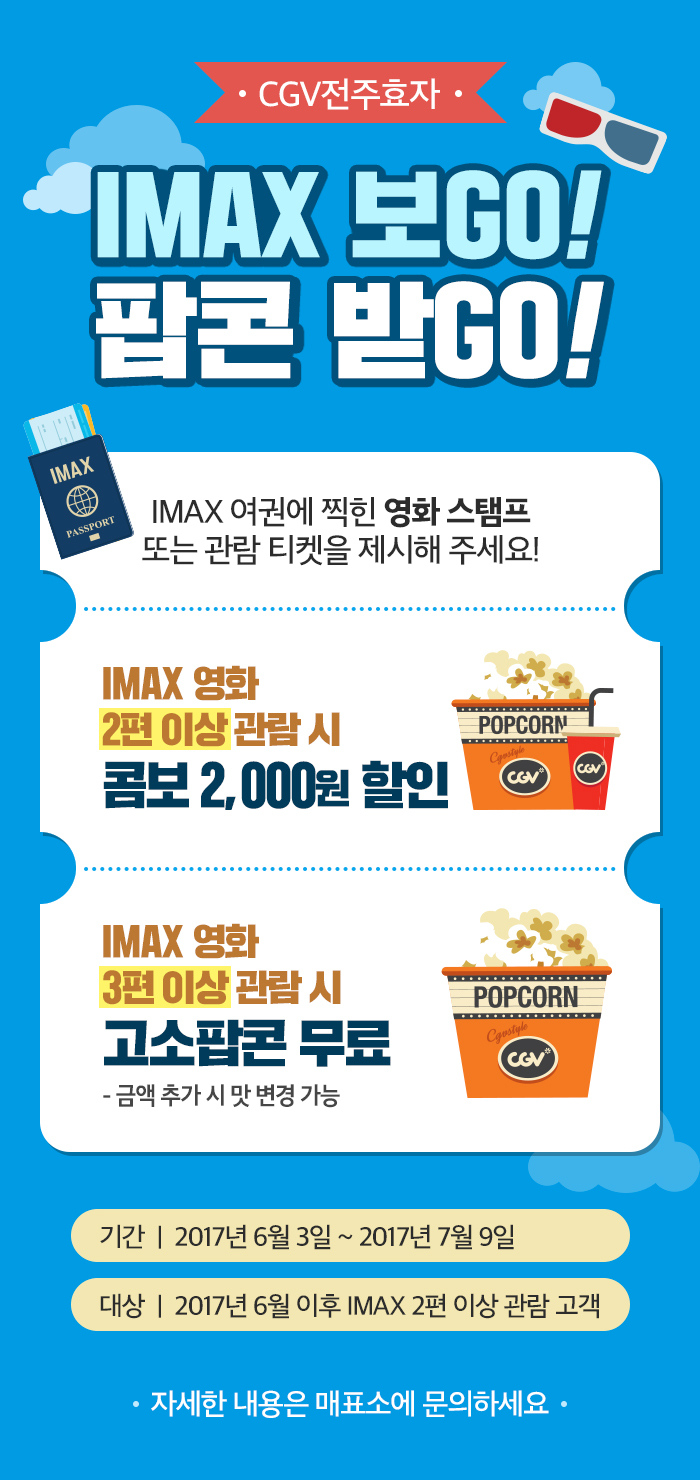 · CGV전주효자 ·
IMAX 보GO!
팝콘 받GO!
IMAX
PASSPORT
IMAX 여권에 찍힌 영화 스탬프
또는 관람 티켓을 제시해 주세요!
IMAX 영화
2편 이상 관람 시
콤보 2,000원 할인
POPCORN
Cgvstyle
CGV
CGV
IMAX 영화
3편 이상 관람 시
고소팝콘 무료
- 금액 추가 시 맛 변경 가능
POPCORN
Cgvstyle
CGV
기간 | 2017년 6월 3일 ~ 2017년 7월 9일
대상 | 2017년 6월 이후 IMAX 2편 이상 관람 고객
· 자세한 내용은 매표소에 문의하세요 ·